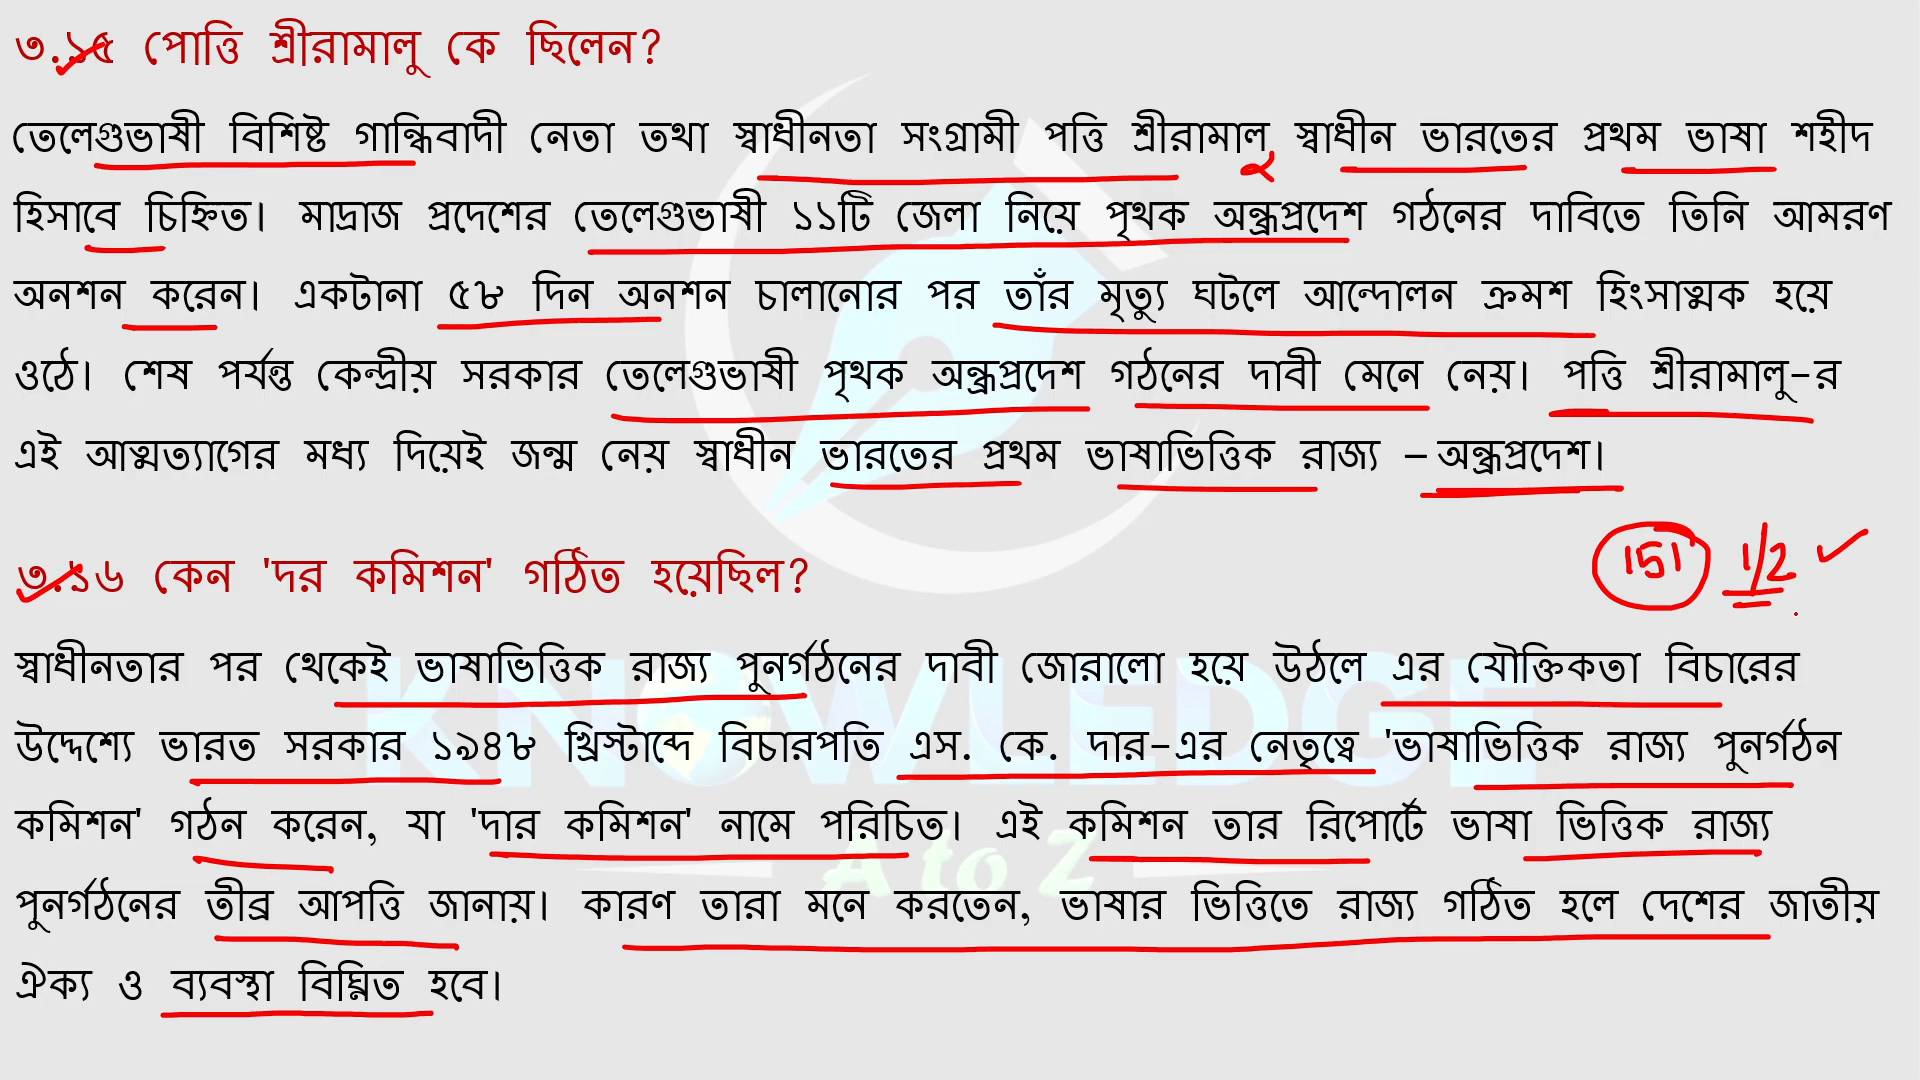 ৩.১৫ পোত্তি শ্রীরামালু কে ছিলেন?
তেলেগুভাষী বিশিষ্ট গান্ধিবাদী নেতা তথা স্বাধীনতা সংগ্রামী পত্তি শ্রীরামালু স্বাধীন ভারতের প্রথম ভাষা শহীদ
হিসাবে চিহ্নিত। মাদ্রাজ প্রদেশের তেলেগুভাষী ১১টি জেলা নিয়ে পৃথক অন্ধ্রপ্রদেশ গঠনের দাবিতে তিনি আমরণ
অনশন করেন। একটানা ৫৮ দিন অনশন চালানোর পর তাঁর মৃত্যু ঘটলে আন্দোলন ক্রমশ হিংসাত্মক হয়ে
ওঠে। শেষ পর্যন্ত কেন্দ্রীয় সরকার তেলেগুভাষী পৃথক অন্ধ্রপ্রদেশ গঠনের দাবী মেনে নেয়। পত্তি শ্রীরামালু-র
এই আত্মত্যাগের মধ্য দিয়েই জন্ম নেয় স্বাধীন ভারতের প্রথম ভাষাভিত্তিক রাজ্য – অন্ধ্রপ্রদেশ।
151 1/2
৩.১৬ কেন 'দর কমিশন' গঠিত হয়েছিল?
স্বাধীনতার পর থেকেই ভাষাভিত্তিক রাজ্য পুনর্গঠনের দাবী জোরালো হয়ে উঠলে এর যৌক্তিকতা বিচারের
উদ্দেশ্যে ভারত সরকার ১৯৪৮ খ্রিস্টাব্দে বিচারপতি এস. কে. দার-এর নেতৃত্বে 'ভাষাভিত্তিক রাজ্য পুনর্গঠন
কমিশন' গঠন করেন, যা 'দার কমিশন' নামে পরিচিত। এই কমিশন তার রিপোর্টে ভাষা ভিত্তিক রাজ্য
পুনর্গঠনের তীব্র আপত্তি জানায়। কারণ তারা মনে করতেন, ভাষার ভিত্তিতে রাজ্য গঠিত হলে দেশের জাতীয়
ঐক্য ও ব্যবস্থা বিঘ্নিত হবে।
KNOWLEDGE
A to Z